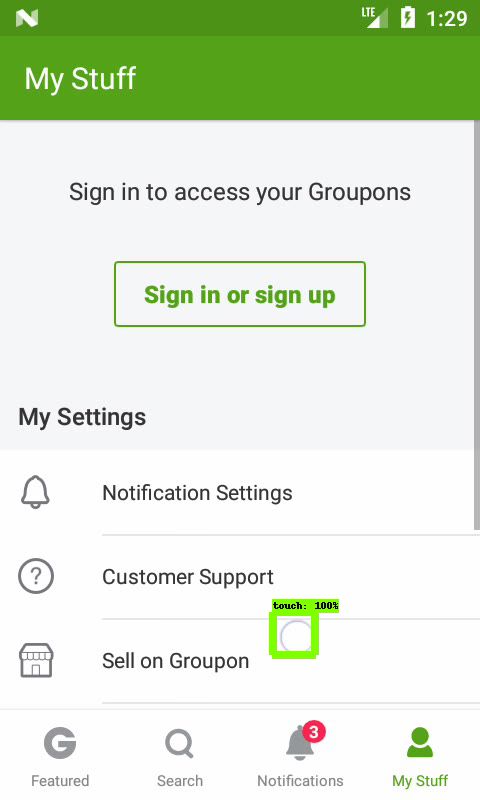 LTE 1:29
My Stuff
Sign in to access your Groupons
Sign in or sign up
My Settings
Notification Settings
?
Customer Support
touch: 100%
Sell on Groupon
3
G
Featured Search Notifications My Stuff